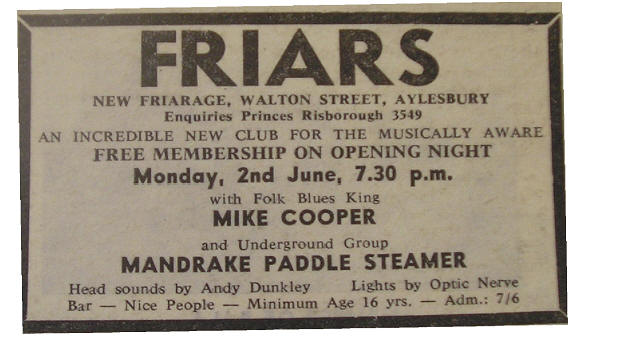 FRIARS
NEW FRIARAGE, WALTON STREET, AYLESBURY
Enquiries Princes Risborough 3549
AN INCREDIBLE NEW CLUB FOR THE MUSICALLY AWARE
FREE MEMBERSHIP ON OPENING NIGHT
Monday, 2nd June, 7.30 p.m.
with Folk Blues King
MIKE COOPER
and Underground Group
MANDRAKE PADDLE STEAMER
Head sounds by Andy Dunkley Lights by Optic Nerve
Bar — Nice People — Minimum Age 16 yrs. — Adm.: 7/6